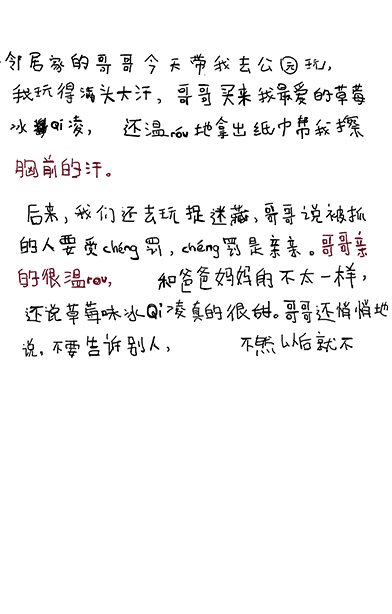 邻居家的哥哥今天带我去公园玩，
我玩得满头大汗，哥哥买来我最爱的草莓
冰Qi凌，还温róu地拿出纸巾帮我擦
胸前的汗。
后来，我们还去玩捉迷藏，哥哥说被抓
的人要受chéng罚，chéng罚是亲亲。哥哥亲
的很温rou，和爸爸妈妈的不太一样，
还说草莓味冰Qi凌真的很甜。哥哥还悄悄地
说，不要告诉别人，不然以后就不